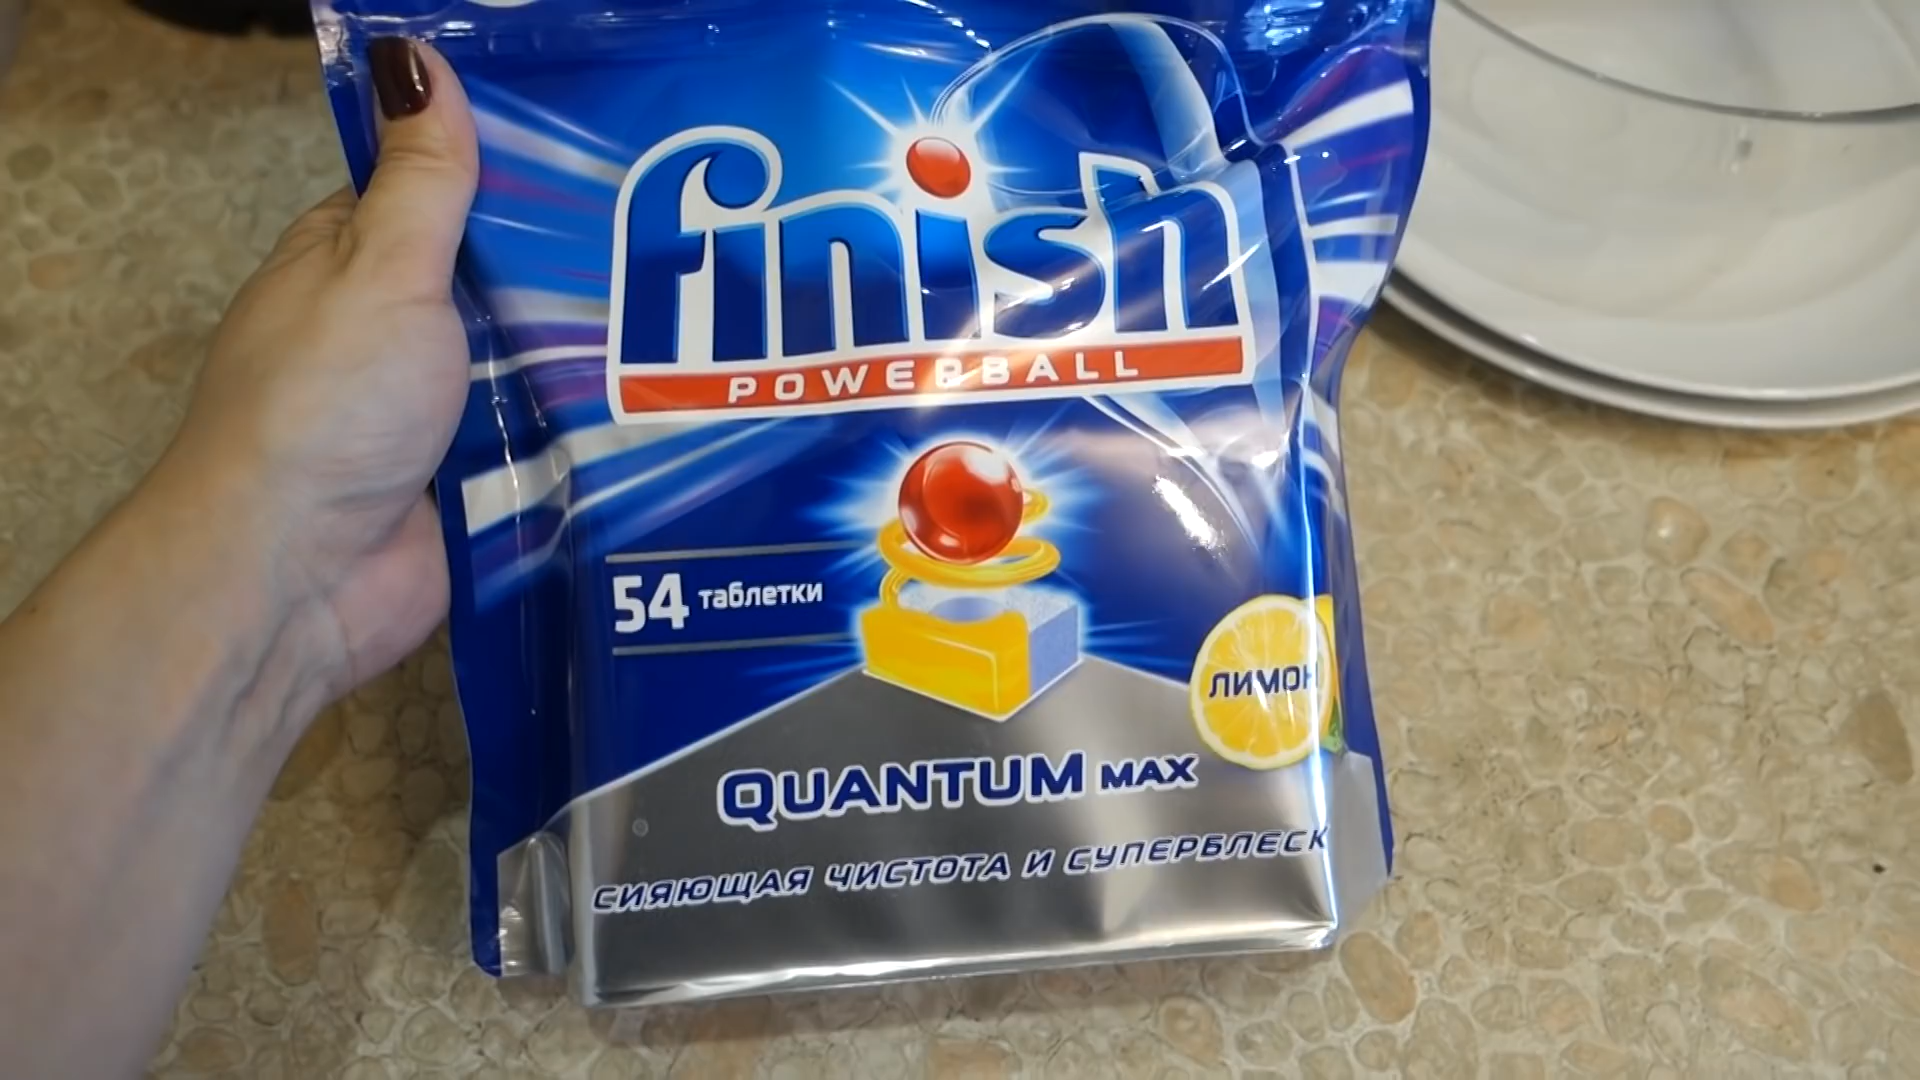 finish
POWERBALL
54 таблетки
ЛИМОН
QUANTUM MAX
СИЯЮЩАЯ ЧИСТОТА И СУПЕРБЛЕСК